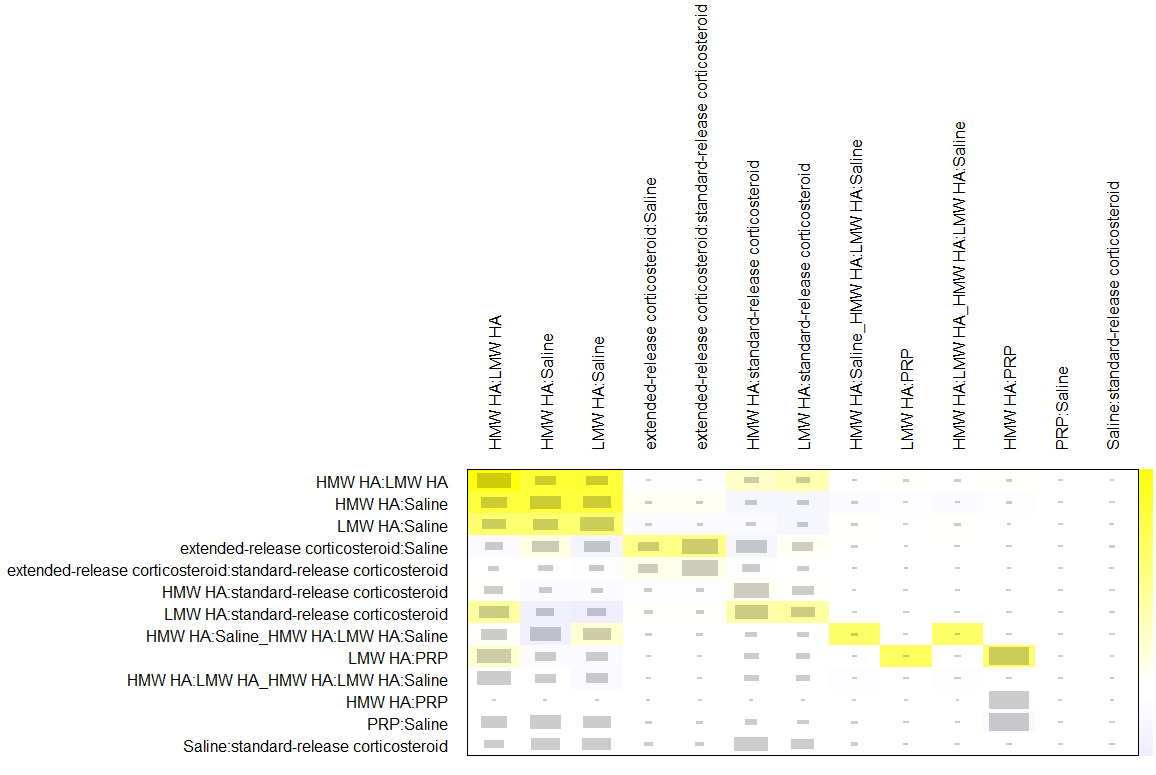 HMW HA:LMW HA
HMW HA:Saline
LMW HA:Saline
extended-release corticosteroid:Saline
extended-release corticosteroid:standard-release corticosteroid
HMW HA:standard-release corticosteroid
LMW HA:standard-release corticosteroid
HMW HA:Saline_HMW HA:LMW HA:Saline
LMW HA:PRP
HMW HA:LMW HA_HMW HA:LMW HA:Saline
HMW HA:PRP
PRP:Saline
Saline:standard-release corticosteroid
HMW HA:LMW HA
HMW HA:Saline
LMW HA:Saline
extended-release corticosteroid:Saline
extended-release corticosteroid:standard-release corticosteroid
HMW HA:standard-release corticosteroid
LMW HA:standard-release corticosteroid
HMW HA:Saline_HMW HA:LMW HA:Saline
LMW HA:PRP
HMW HA:LMW HA_HMW HA:LMW HA:Saline
HMW HA:PRP
PRP:Saline
Saline:standard-release corticosteroid